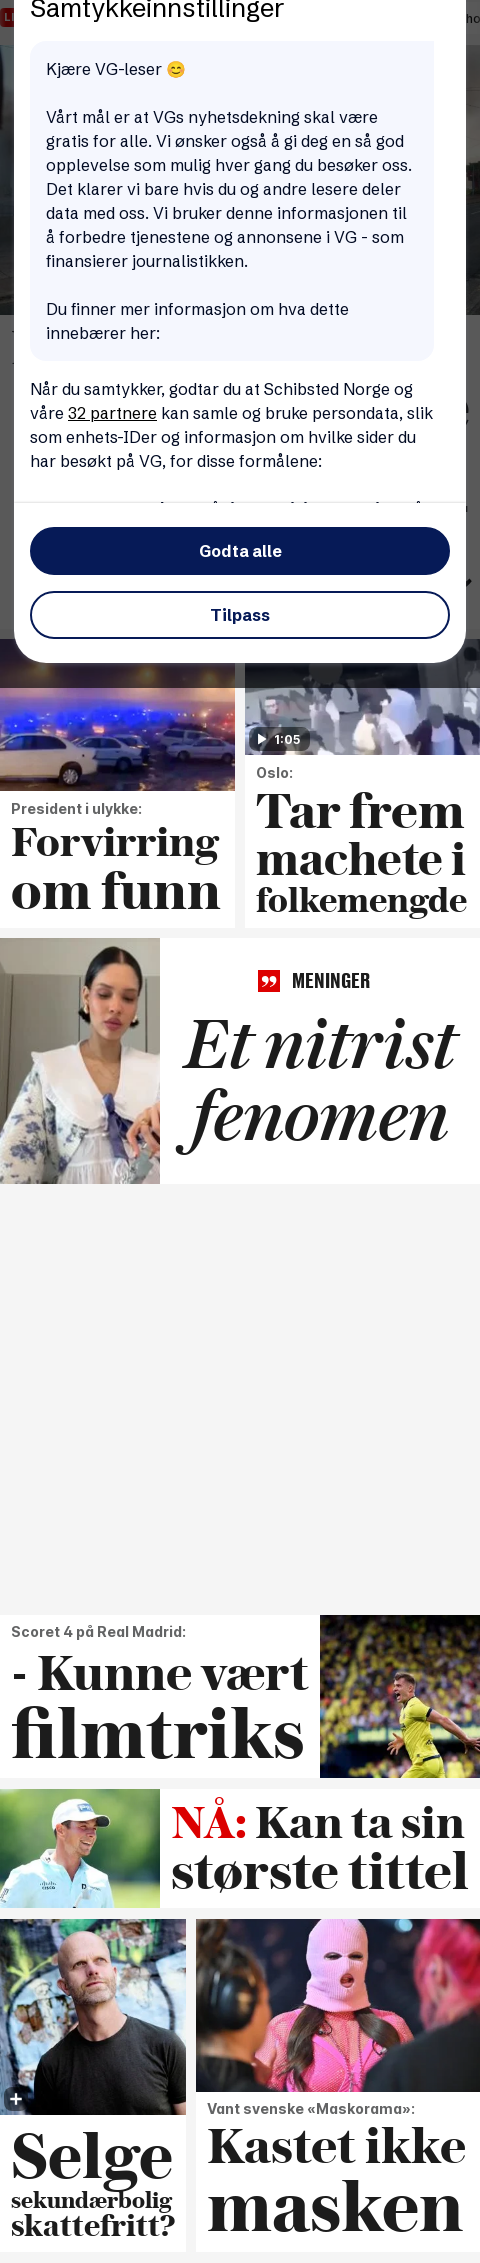 Samtykkeinnstillinger
Kjære VG-leser 😊
Vårt mål er at VGs nyhetsdekning skal være
gratis for alle. Vi ønsker også å gi deg en så god
opplevelse som mulig hver gang du besøker oss.
Det klarer vi bare hvis du og andre lesere deler
data med oss. Vi bruker denne informasjonen til
å forbedre tjenestene og annonsene i VG - som
finansierer journalistikken.
Du finner mer informasjon om hva dette
innebærer her:
Når du samtykker, godtar du at Schibsted Norge og
våre 32 partnere kan samle og bruke persondata, slik
som enhets-IDer og informasjon om hvilke sider du
har besøkt på VG, for disse formålene:
Godta alle
Tilpass
1:05
President i ulykke:
Forvirring
om funn
Oslo:
Tar frem
machete i
folkemengde
MENINGER
Et nitrist
fenomen
Scoret 4 på Real Madrid:
- Kunne vært
filmtriks
NÅ: Kan ta sin
største tittel
Selge
sekundærbolig
skattefritt?
Vant svenske «Maskorama»:
Kastet ikke
masken